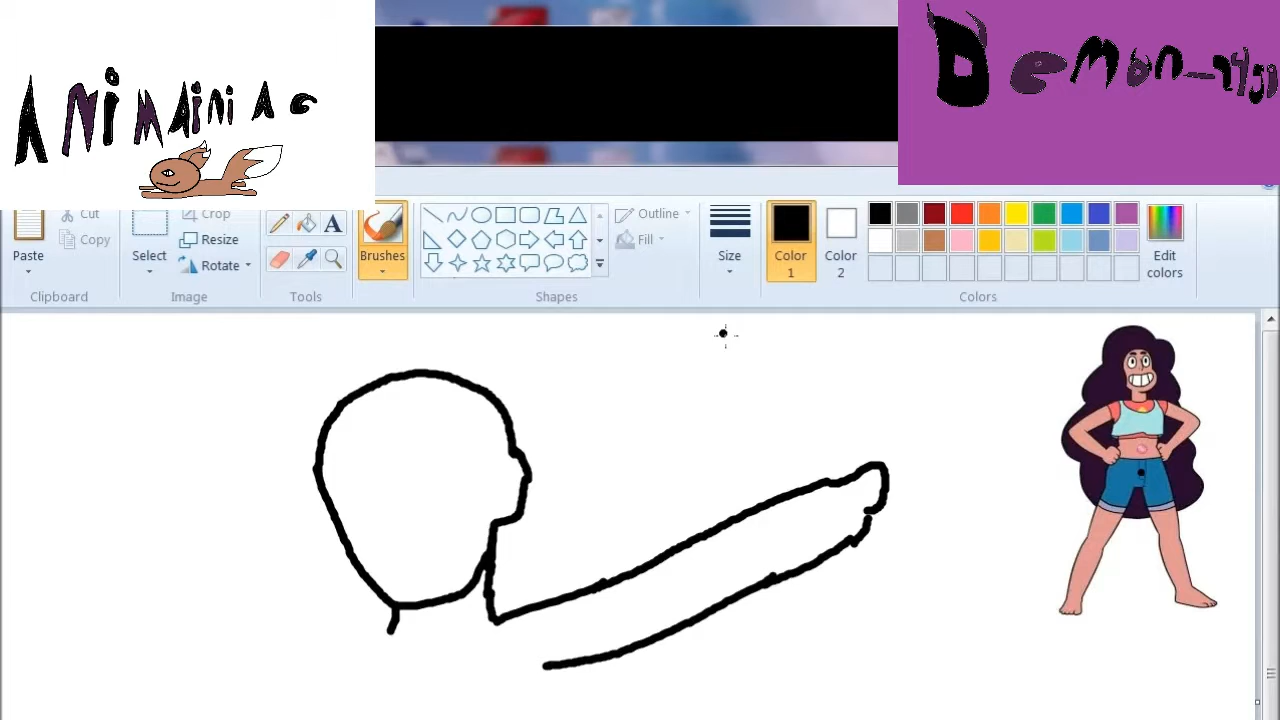 ANiMAiNiAC
Demon_2450
Cut
Copy
Paste
Clipboard
Crop
Resize
Rotate
Select
Image
A
Tools
Brushes
Outline
Fill
Shapes
Size
Color
1
Color
2
Edit
colors
Colors